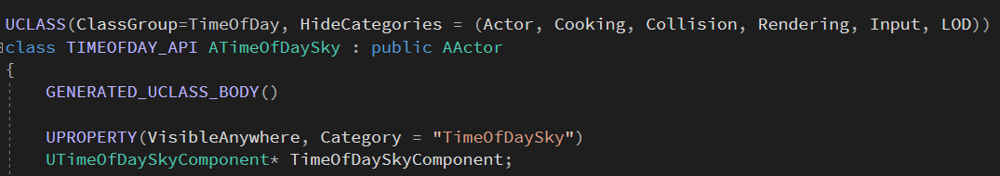 UCLASS(ClassGroup=TimeOfDay, HideCategories = (Actor, Cooking, Collision, Rendering, Input, LOD))
class TIMEOFDAY_API ATimeOfDaySky : public AActor
{
GENERATED_UCLASS_BODY()
UPROPERTY(VisibleAnywhere, Category = "TimeOfDaySky")
UTimeOfDaySkyComponent* TimeOfDaySkyComponent;